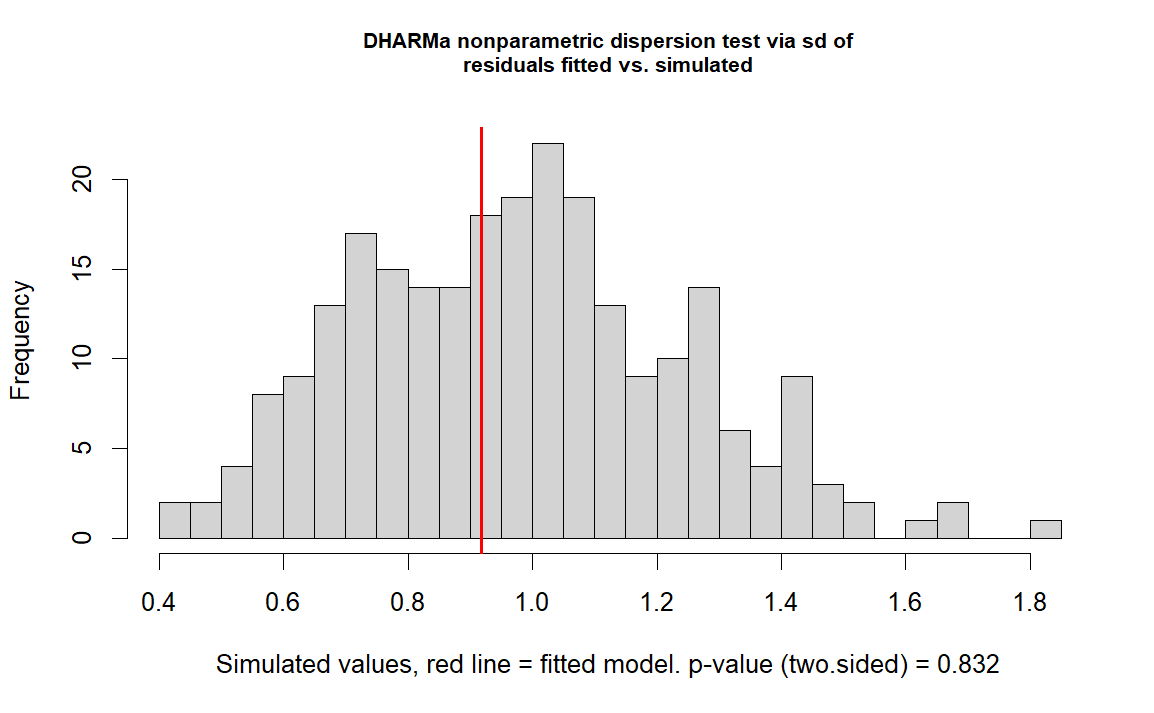 DHARMa nonparametric dispersion test via sd of
residuals fitted vs. simulated
Frequency
20
15
10
5
0
0.4 0.6 0.8 1.0 1.2 1.4 1.6 1.8
Simulated values, red line = fitted model. p-value (two.sided) = 0.832